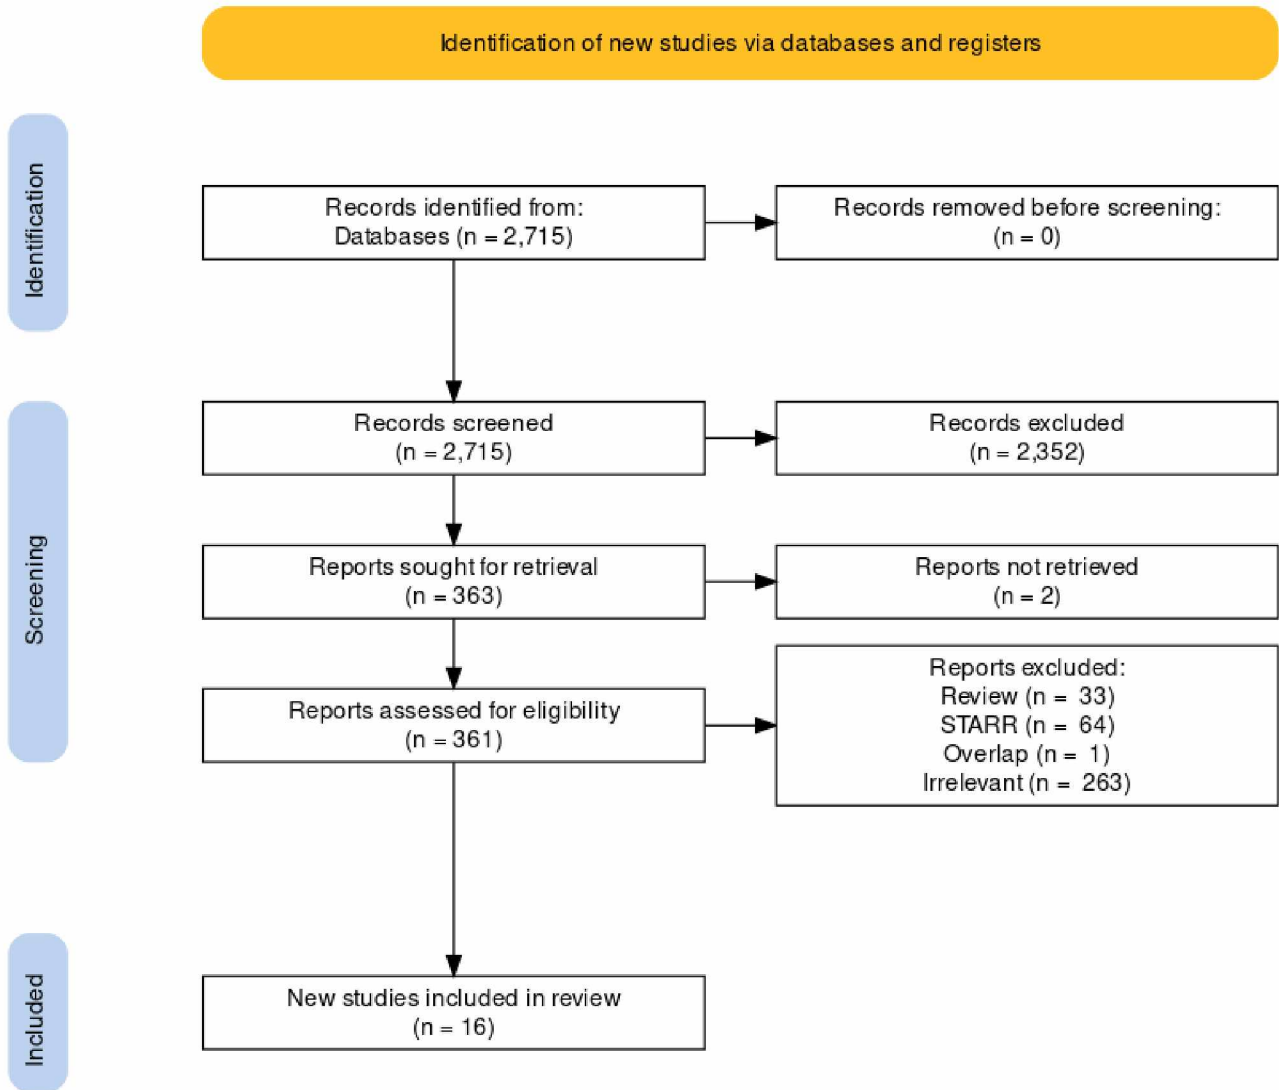 Identification of new studies via databases and registers
Identification
Records identified from:
Databases (n = 2,715)
Records removed before screening:
(n = 0)
Screening
Records screened
(n = 2,715)
Records excluded
(n = 2,352)
Reports sought for retrieval
(n = 363)
Reports not retrieved
(n = 2)
Reports assessed for eligibility
(n = 361)
Reports excluded:
Review (n = 33)
STARR (n = 64)
Overlap (n = 1)
Irrelevant (n = 263)
Included
New studies included in review
(n = 16)